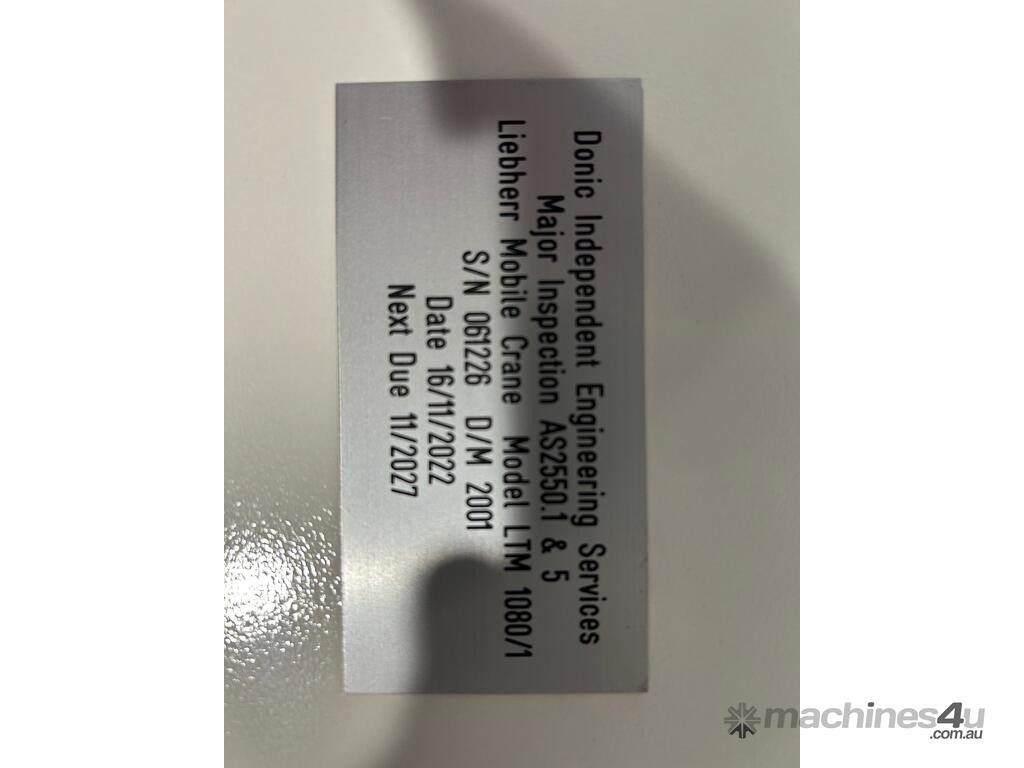 Donic Independent Engineering Services
Major Inspection AS2550.1 & 5
Liebherr Mobile Crane Model LTM 1080/1
S/N 061226 D/M 2001
Date 16/11/2022
Next Due 11/2027
machines4u
.com.au